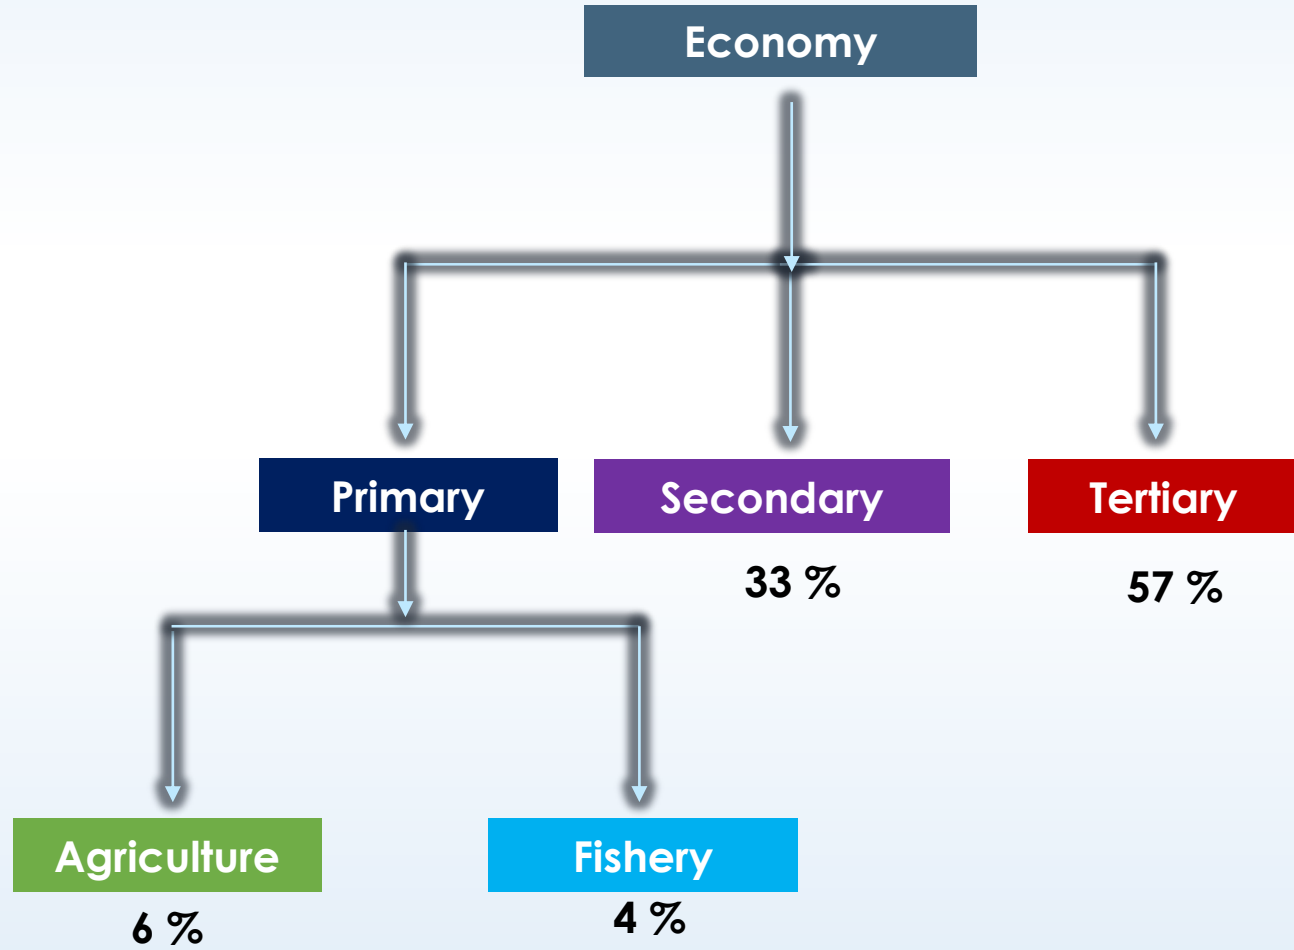 Economy
Primary
Secondary
Tertiary
33 %
57 %
Agriculture
Fishery
6 %
4 %